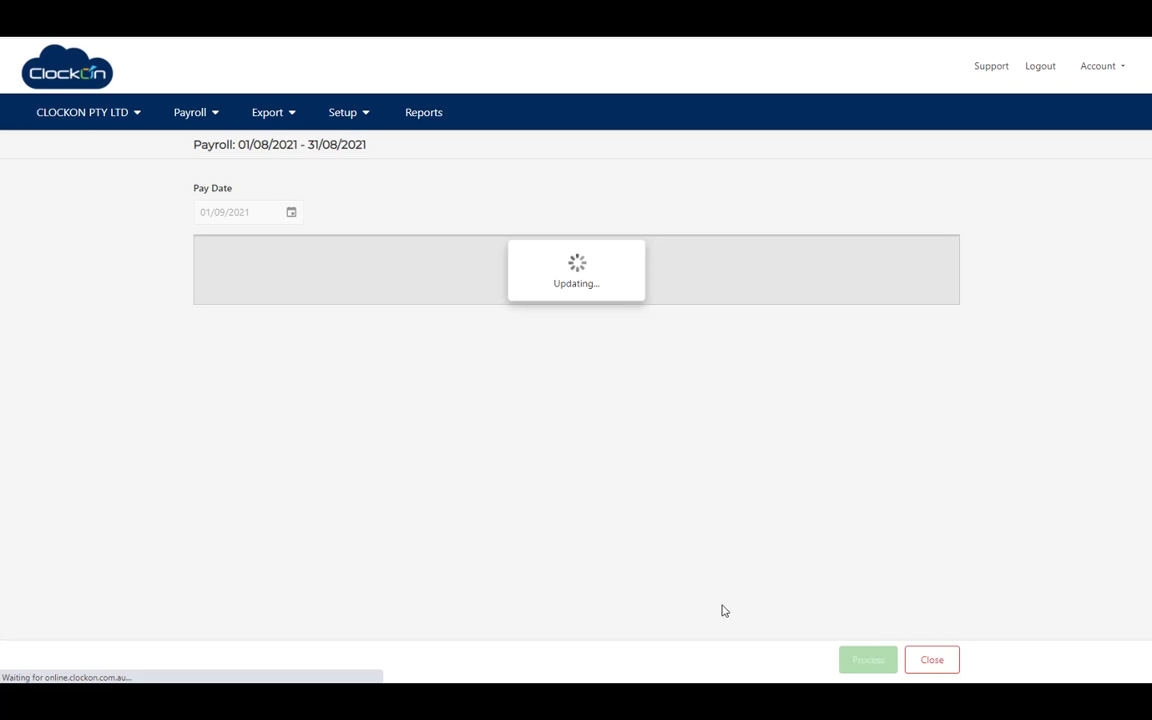 ClockOn
Support Logout Account
CLOCKON PTY LTD Payroll Export Setup Reports
Payroll: 01/08/2021 - 31/08/2021
Pay Date
01/09/2021
Updating...
Process Close
Waiting for online.clockon.com.au...